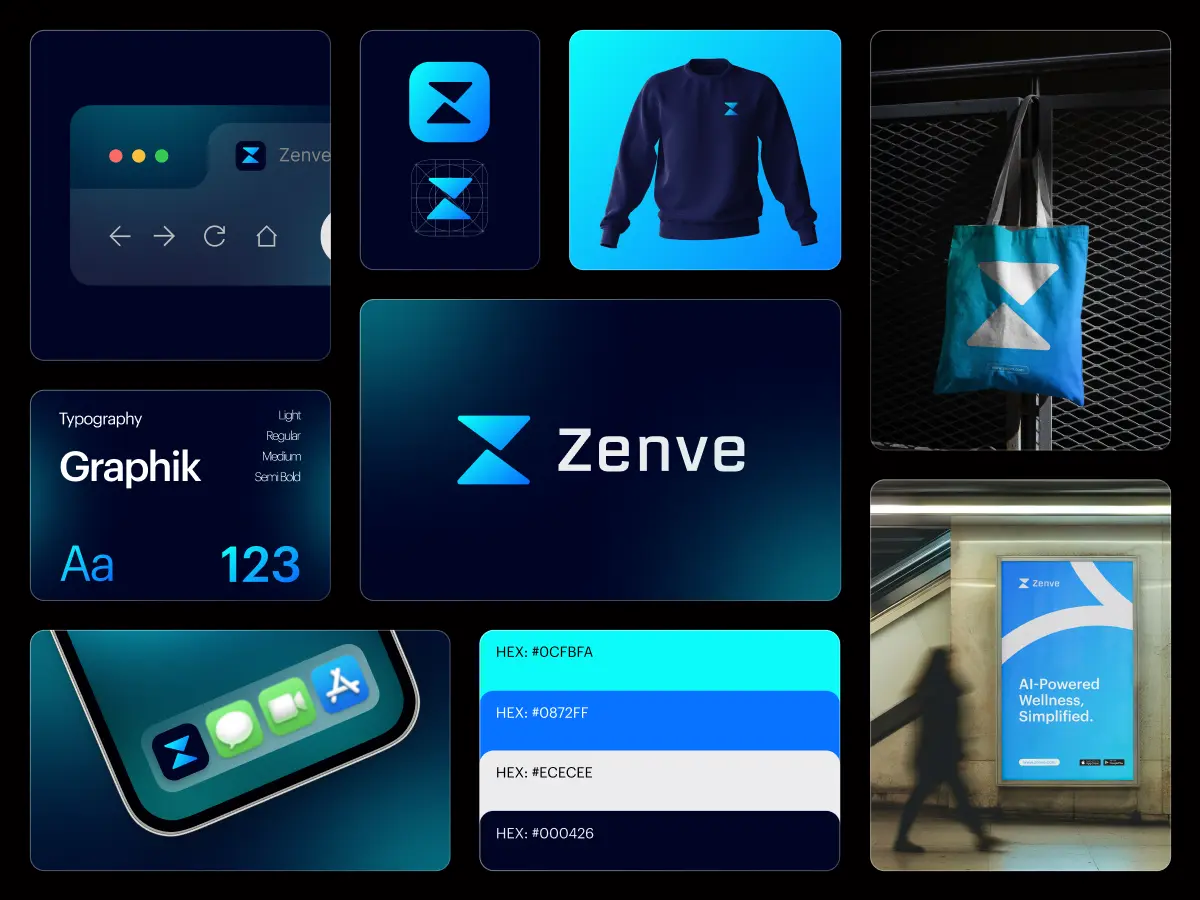 Zenve
Typography
Light
Regular
Medium
Semi Bold
Graphik
Aa
123
Zenve
HEX: #0CFBFA
HEX: #0872FF
HEX: #ECECEE
HEX: #000426
Zenve
AI-Powered
Wellness,
Simplified.